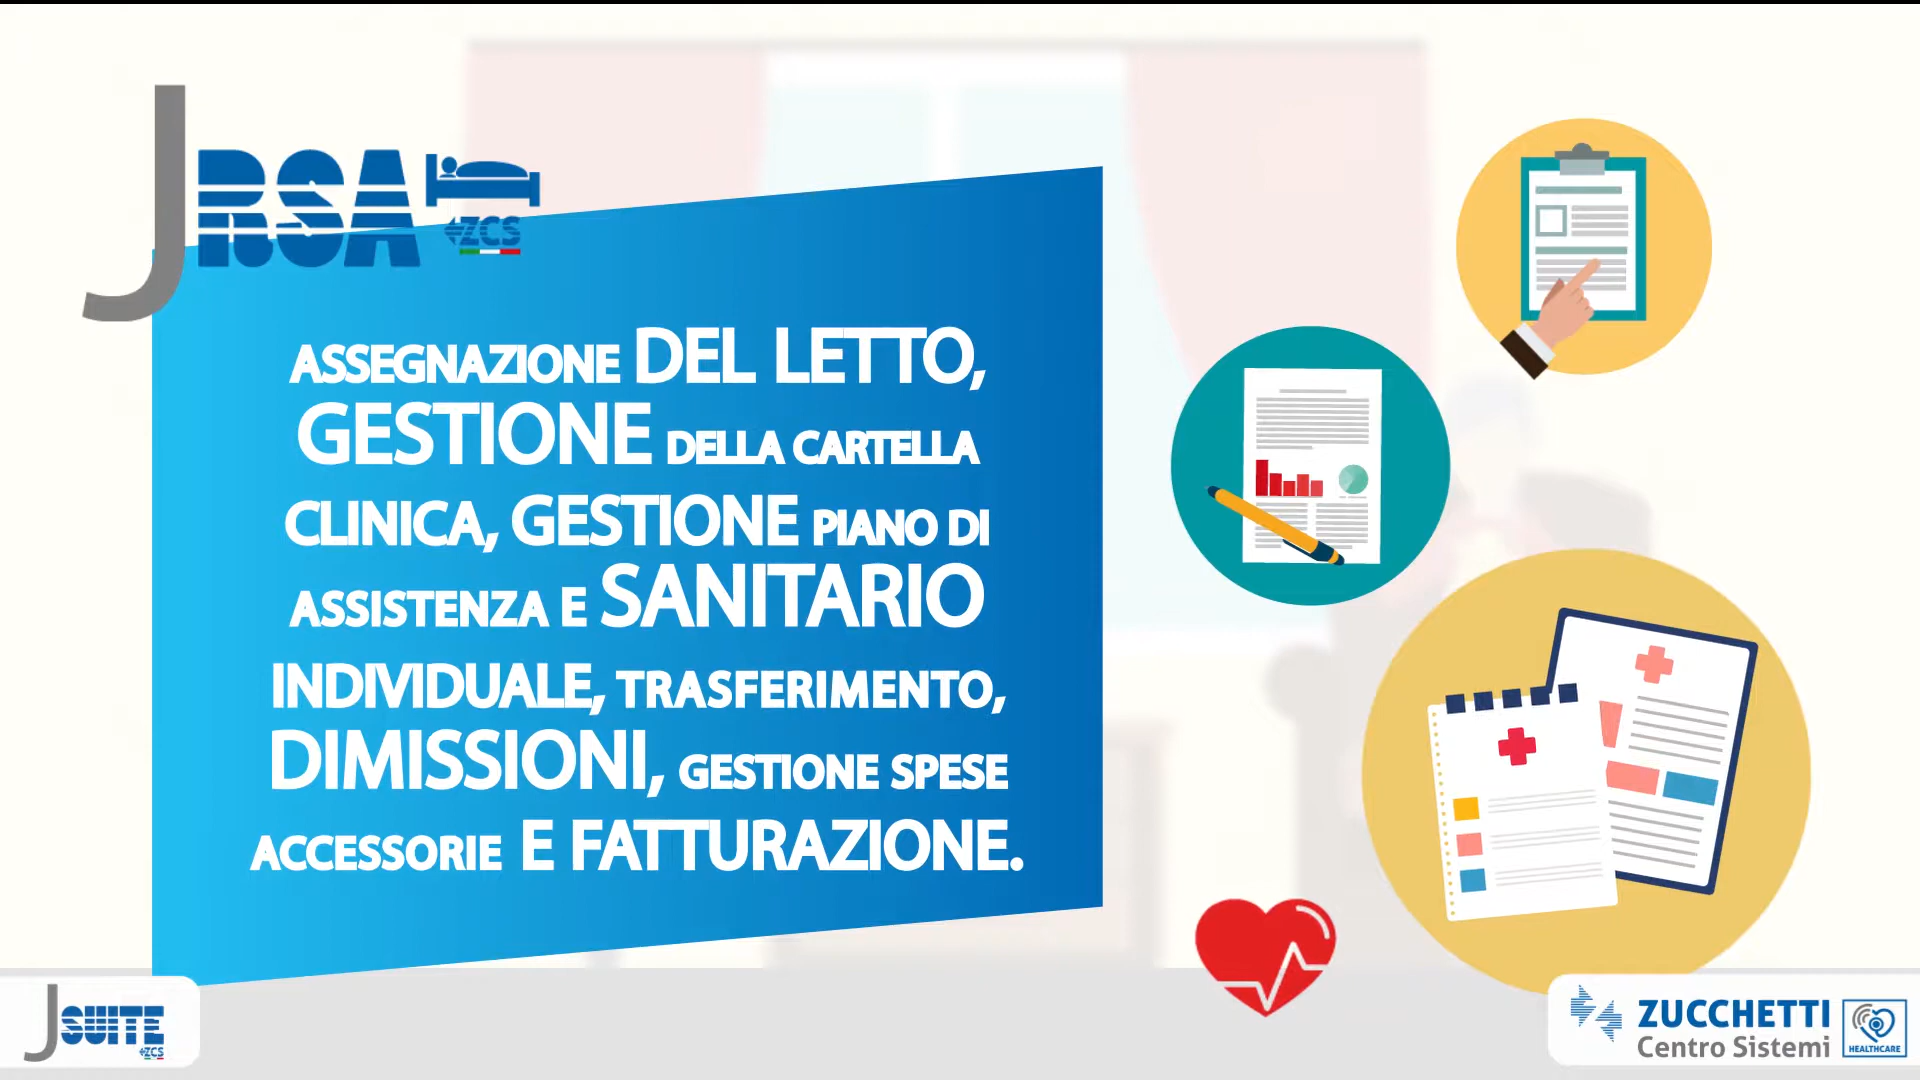 JRSA
ZCS
ASSEGNAZIONE DEL LETTO,
GESTIONE DELLA CARTELLA
CLINICA, GESTIONE PIANO DI
ASSISTENZA E SANITARIO
INDIVIDUALE, TRASFERIMENTO,
DIMISSIONI, GESTIONE SPESE
ACCESSORIE E FATTURAZIONE.
JSUITE
ZCS
ZUCCHETTI
Centro Sistemi
HEALTHCARE